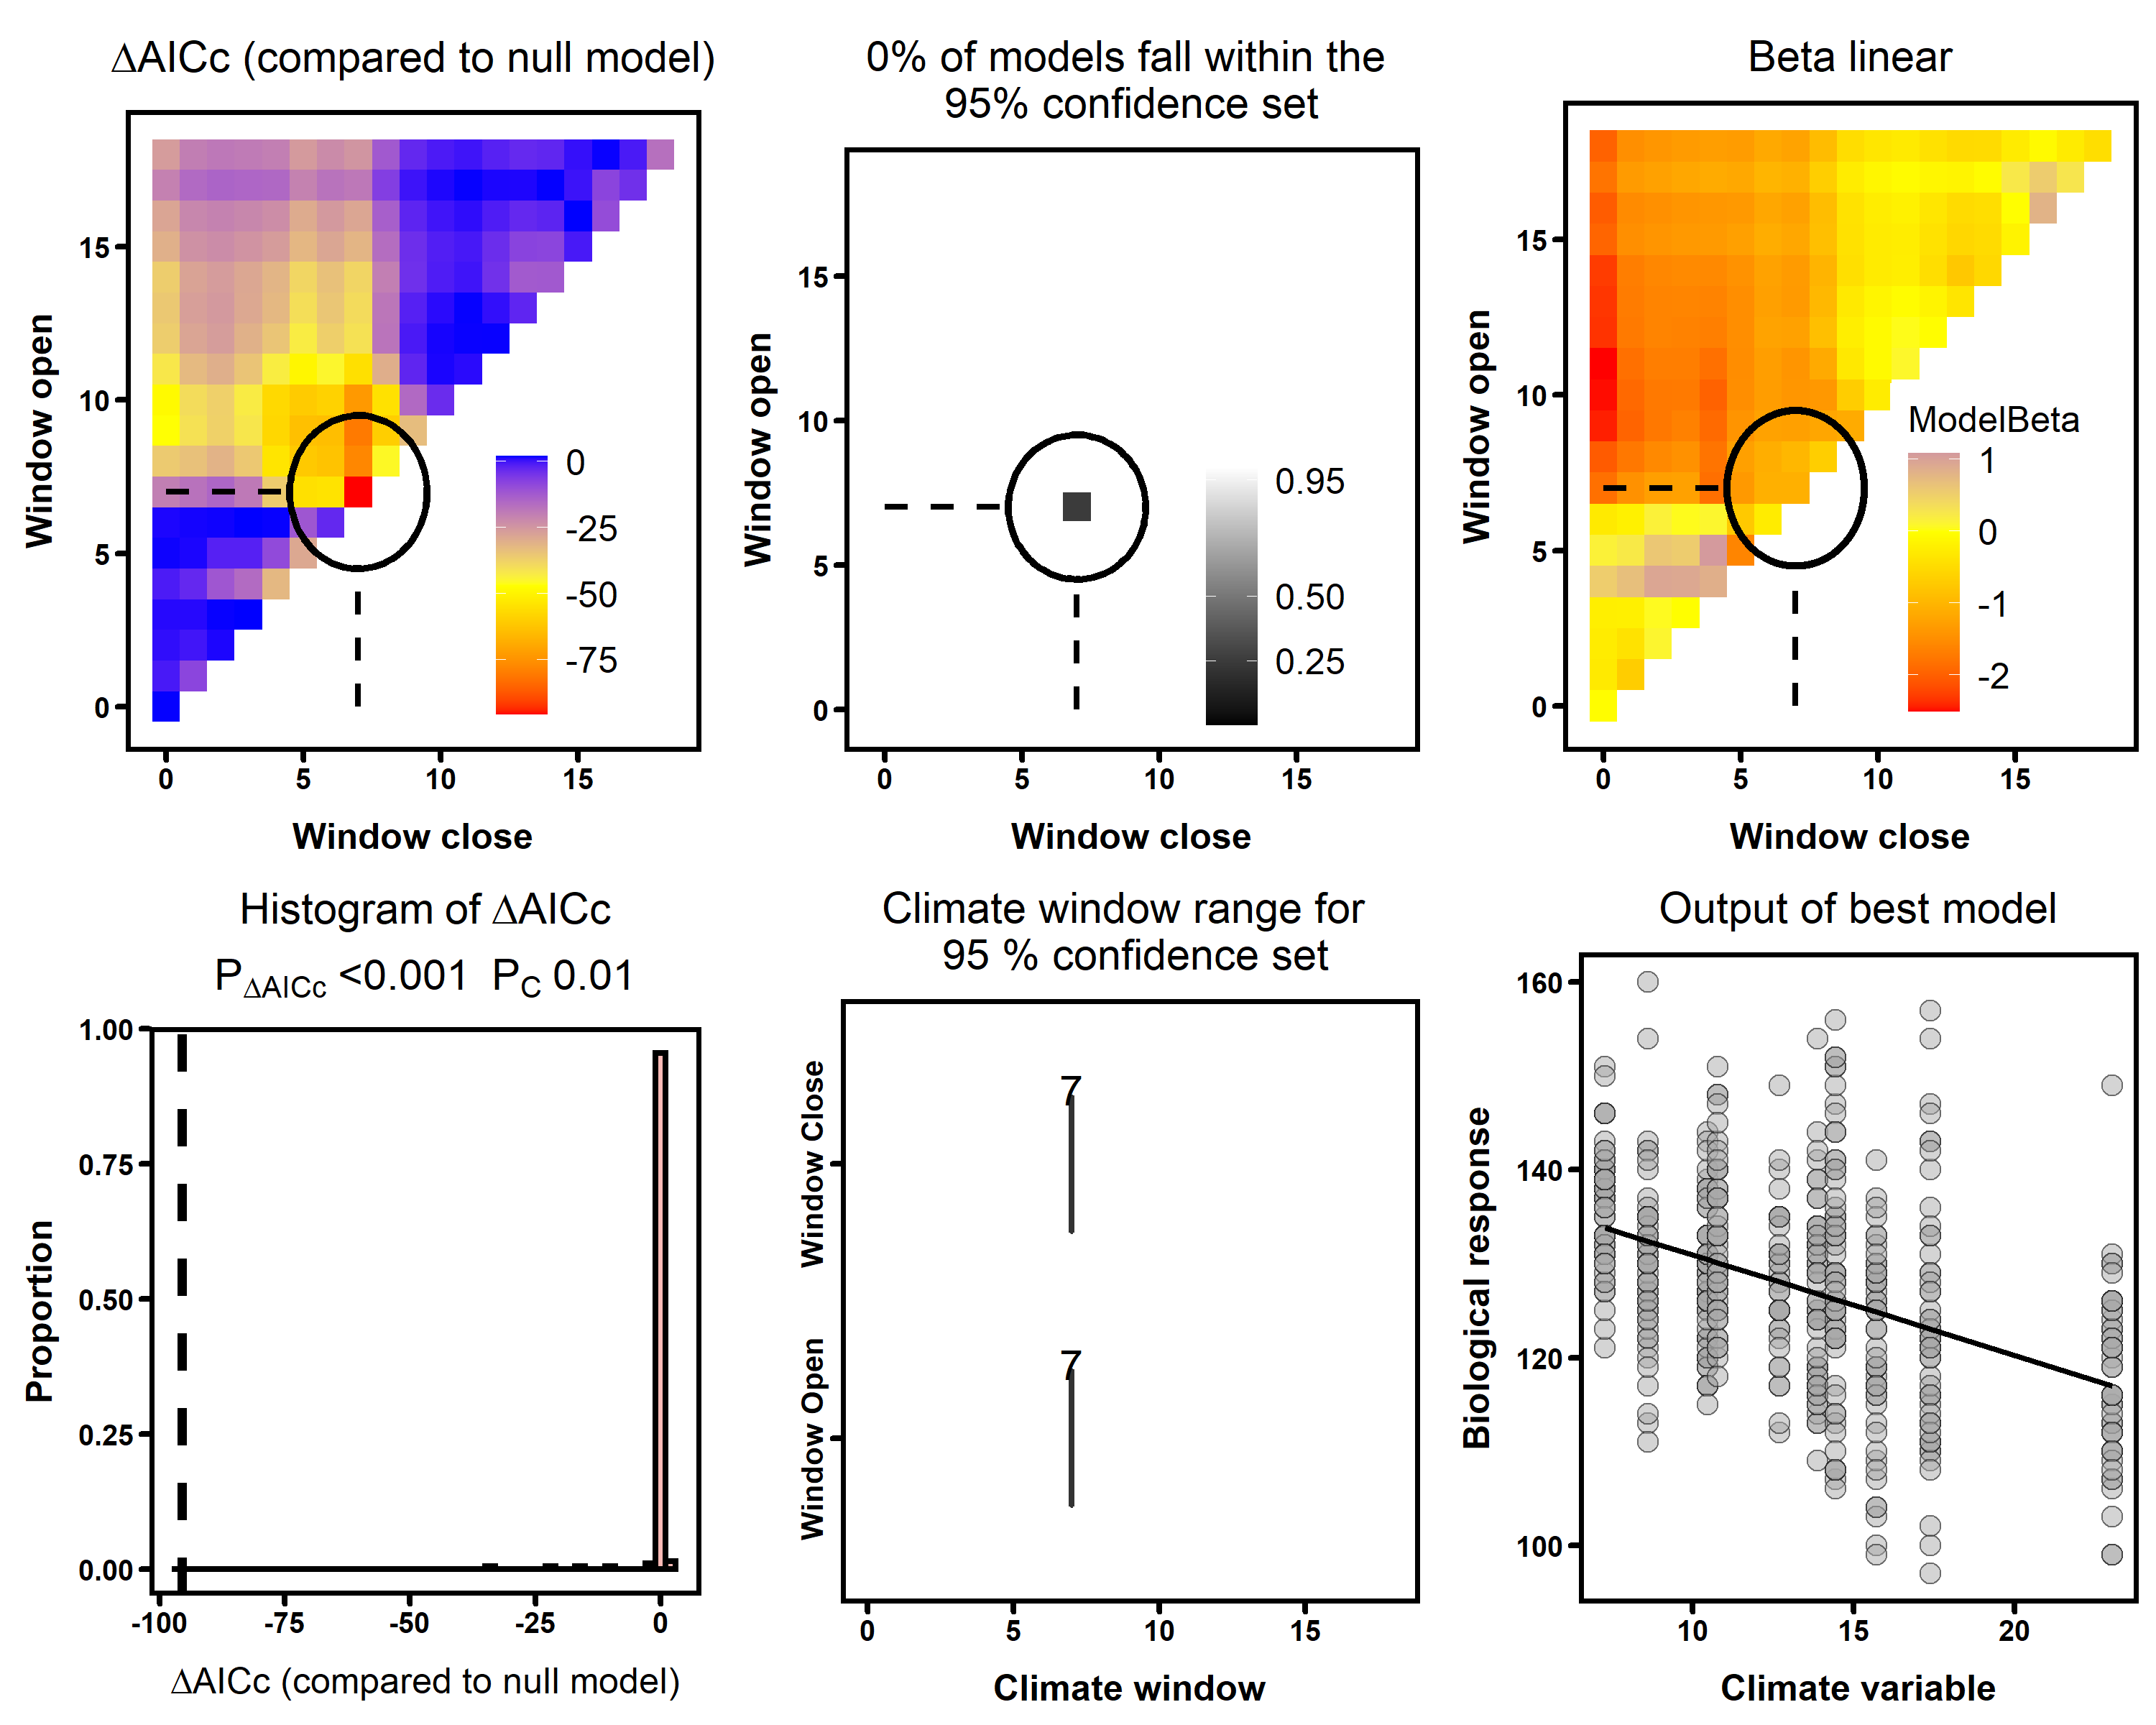 ΔAICc (compared to null model)
Window open
15
10
5
0
0
-25
-50
-75
0
5
10
15
Window close
0% of models fall within the
95% confidence set
Window open
15
10
5
0
0.95
0.50
0.25
0
5
10
15
Window close
Beta linear
Window open
15
10
5
0
ModelBeta
1
0
-1
-2
0
5
10
15
Window close
Histogram of ΔAICc
PΔAICc <0.001 PC 0.01
Proportion
1.00
0.75
0.50
0.25
0.00
-100
-75
-50
-25
0
ΔAICc (compared to null model)
Climate window range for
95 % confidence set
Window Close
Window Open
7
7
0
5
10
15
Climate window
Output of best model
Biological response
160
140
120
100
10
15
20
Climate variable